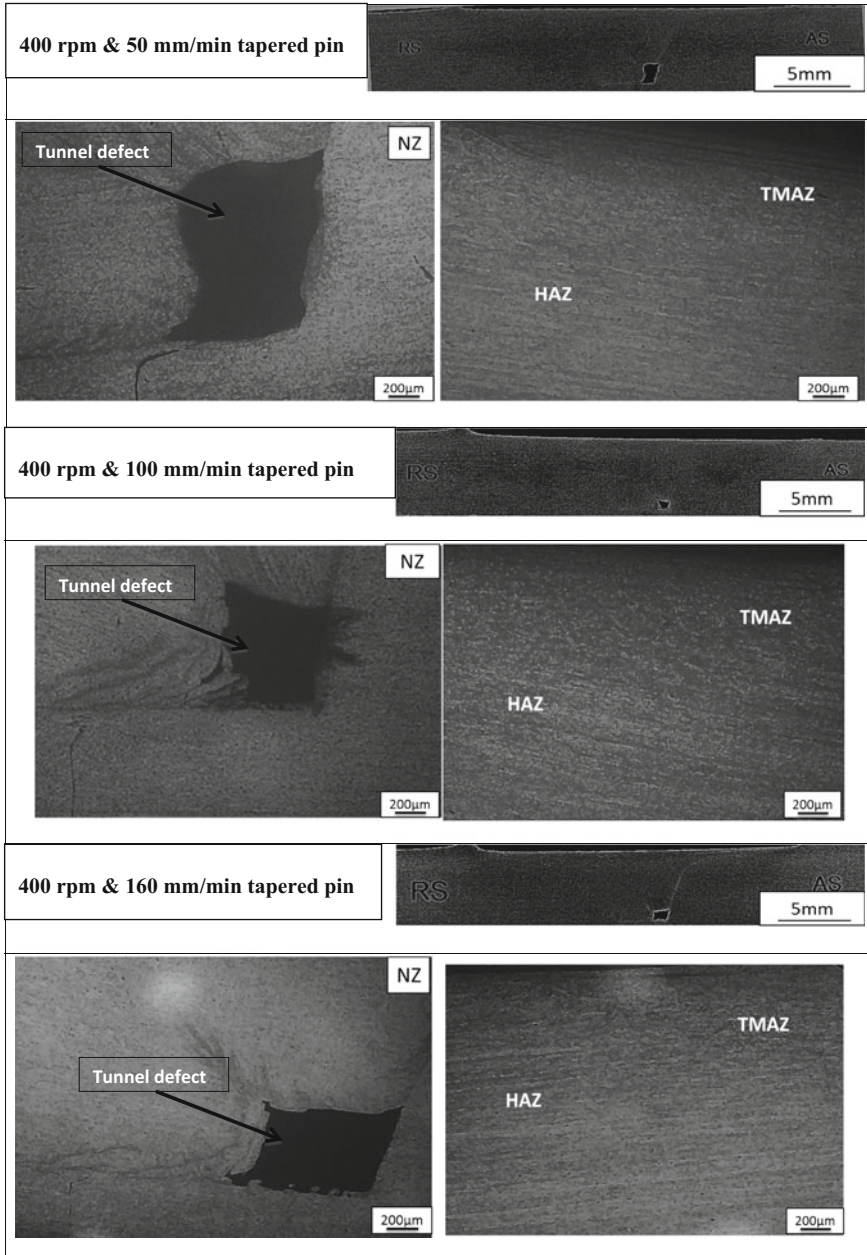 400 rpm & 50 mm/min tapered pin
RS
AS
5mm
Tunnel defect
NZ
200µm
TMAZ
HAZ
200µm
400 rpm & 100 mm/min tapered pin
RS
AS
5mm
Tunnel defect
NZ
200µm
TMAZ
HAZ
200µm
400 rpm & 160 mm/min tapered pin
RS
AS
5mm
Tunnel defect
NZ
200µm
TMAZ
HAZ
200µm